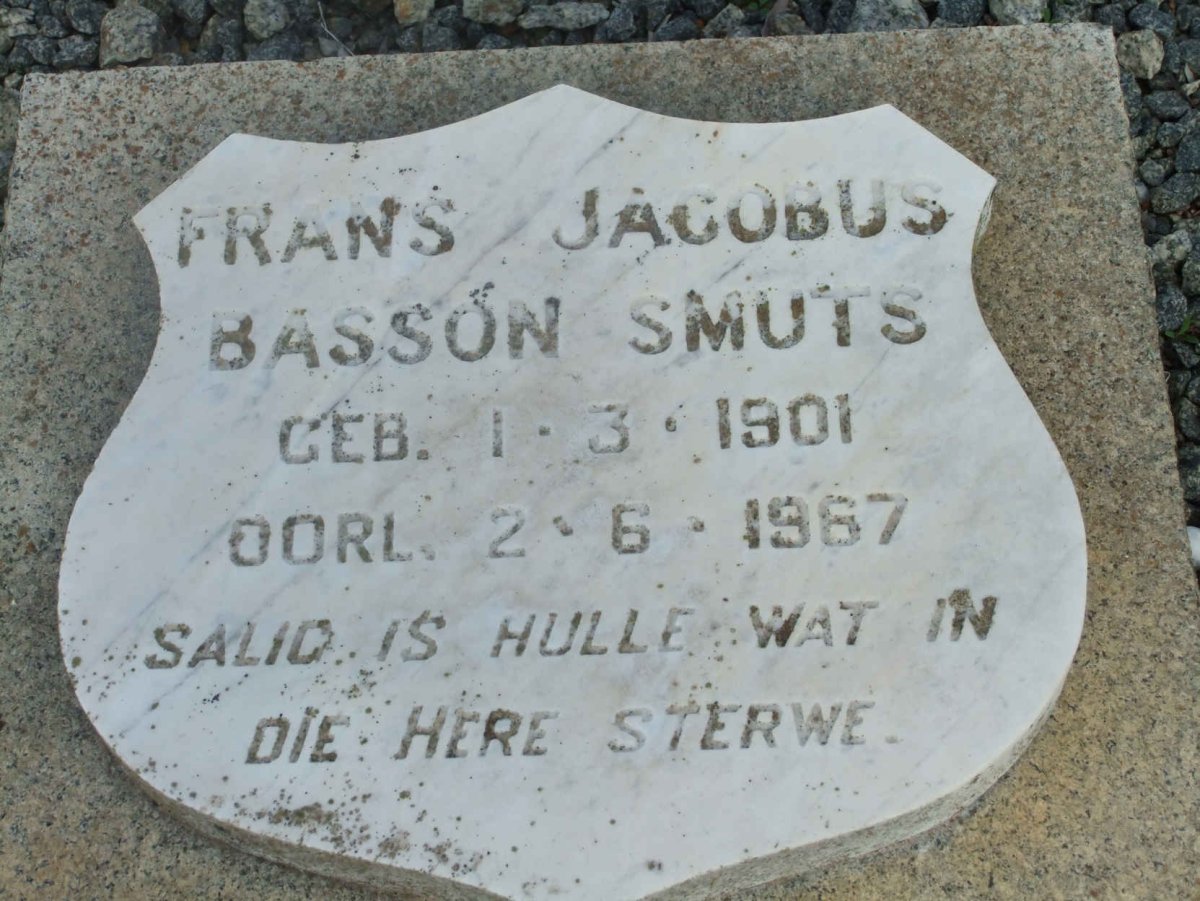 FRANS JACOBUS
BASSON SMUTS
GEB. 1·3·1901
OORL. 2·6·1967
SALIG IS HULLE WAT IN
DIE HERE STERWE.